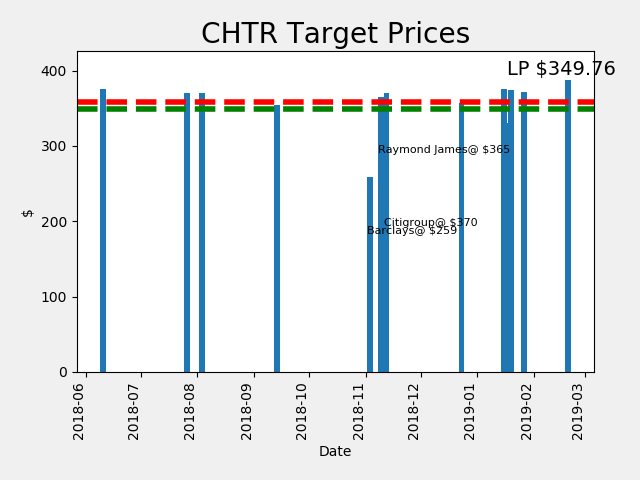 CHTR Target Prices
LP $349.76
400
300
200
100
0
$
Raymond James@ $365
Citigroup@ $370
Barclays@ $259
2018-06
2018-07
2018-08
2018-09
2018-10
2018-11
2018-12
2019-01
2019-02
2019-03
Date